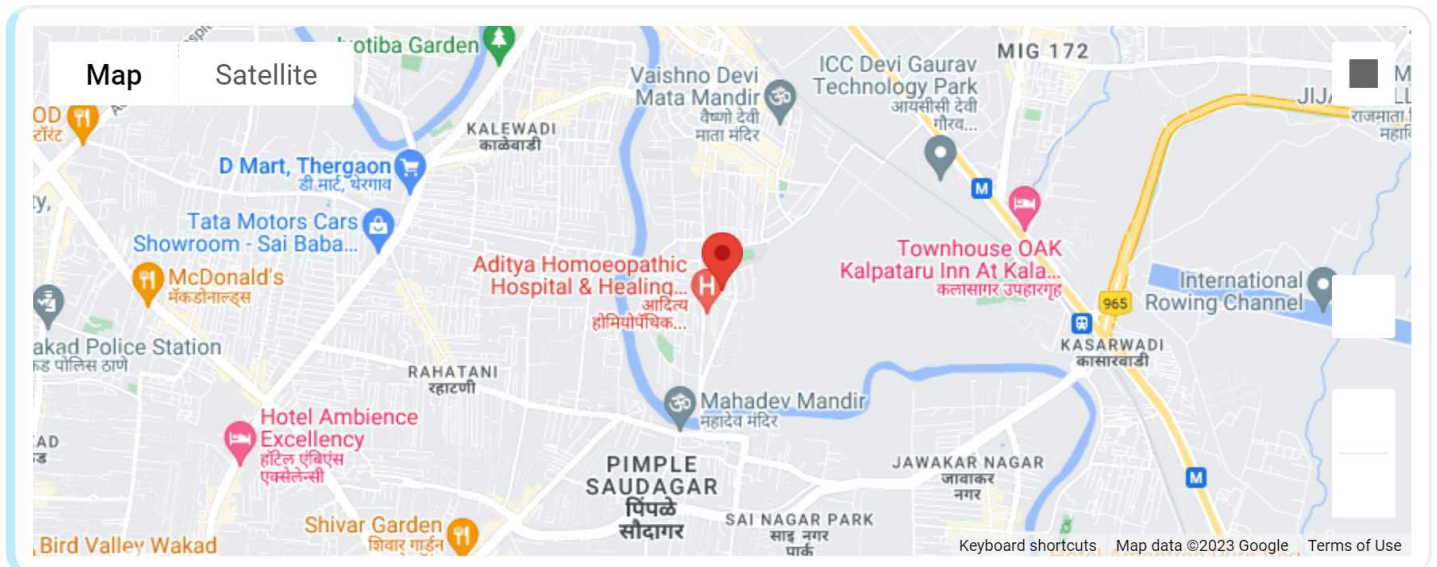 Map
Satellite
Jyotiba Garden
OD
टॉरंट
D Mart, Thergaon
डी मार्ट, थेरगाव
Tata Motors Cars
Showroom - Sai Baba...
McDonald's
मॅकडोनाल्ड्स
akad Police Station
कड पोलिस ठाणे
KALEWADI
काळेवाडी
Vaishno Devi
Mata Mandir
वैष्णो देवी
माता मंदिर
ICC Devi Gaurav
Technology Park
आयसीसी देवी
गौरव...
MIG 172
M
Townhouse OAK
Kalpataru Inn At Kala...
कलासागर उपहारगृह
Aditya Homoeopathic
Hospital & Healing...
आदित्य
होमियोपॅथिक...
H
International
Rowing Channel
965
KASARWADI
कासारवाडी
RAHATANI
रहाटणी
Mahadev Mandir
महादेव मंदिर
Hotel Ambience
Excellency
हॉटेल एंबिएंस
एक्सेलेन्सी
PIMPLE
SAUDAGAR
पिंपळे
सौदागर
JAWAKAR NAGAR
जावाकर
नगर
M
SAI NAGAR PARK
साइ नगर
पार्क
Shivar Garden
शिवार गार्डन
Bird Valley Wakad
Keyboard shortcuts
Map data ©2023 Google
Terms of Use